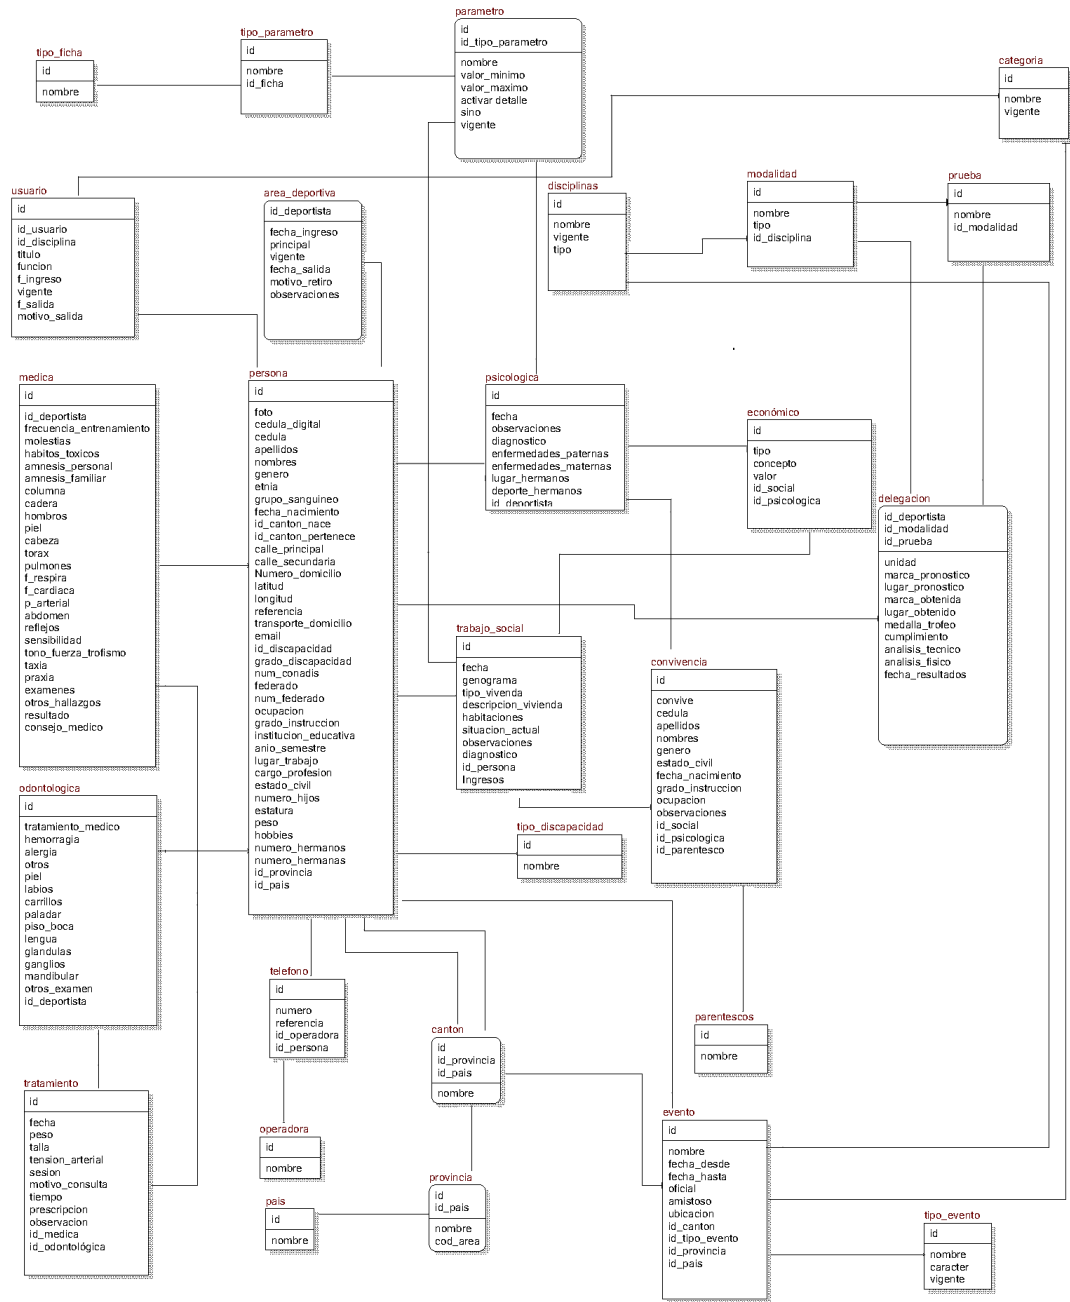 parametro
id
id_tipo_parametro
nombre
valor_minimo
valor_maximo
activar detalle
sino
vigente
tipo_parametro
id
nombre
id_ficha
tipo_ficha
id
nombre
categoria
id
nombre
vigente
usuario
id
id_usuario
id_disciplina
titulo
funcion
f_ingreso
vigente
f_salida
motivo_salida
area_deportiva
id_deportista
fecha_ingreso
principal
vigente
fecha_salida
motivo_retiro
observaciones
disciplinas
id
nombre
vigente
tipo
modalidad
id
nombre
tipo
id_disciplina
prueba
id
nombre
id_modalidad
medica
id
id_deportista
frecuencia_entrenamiento
molestias
habitos_toxicos
amnesis_personal
amnesis_familiar
columna
cadera
hombros
piel
cabeza
torax
pulmones
f_respira
f_cardiaca
p_arterial
abdomen
reflejos
sensibilidad
tono_fuerza_trofismo
taxia
praxia
examenes
otros_hallazgos
resultado
consejo_medico
persona
id
foto
cedula_digital
cedula
apellidos
nombres
genero
etnia
grupo_sanguineo
fecha_nacimiento
id_canton_nace
id_canton_pertenece
calle_principal
calle_secundaria
Numero_domicilio
latitud
longitud
referencia
transporte_domicilio
email
id_discapacidad
grado_discapacidad
num_conadis
federado
num_federado
ocupacion
grado_instruccion
institucion_educativa
anio_semestre
lugar_trabajo
cargo_profesion
estado_civil
numero_hijos
estatura
peso
hobbies
numero_hermanos
numero_hermanas
id_provincia
id_pais
psicologica
id
fecha
observaciones
diagnostico
enfermedades_paternas
enfermedades_maternas
lugar_hermanos
deporte_hermanos
id_deportista
económico
id
tipo
concepto
valor
id_social
id_psicologica
delegacion
id_deportista
id_modalidad
id_prueba
unidad
marca_pronostico
lugar_pronostico
marca_obtenida
lugar_obtenido
medalla_trofeo
cumplimiento
analisis_tecnico
analisis_fisico
fecha_resultados
trabajo_social
id
fecha
genograma
tipo_vivenda
descripcion_vivienda
habitaciones
situacion_actual
observaciones
diagnostico
id_persona
Ingresos
convivencia
id
convive
cedula
apellidos
nombres
genero
estado_civil
fecha_nacimiento
grado_instruccion
ocupacion
observaciones
id_social
id_psicologica
id_parentesco
odontologica
id
tratamiento_medico
hemorragia
alergia
otros
piel
labios
carrillos
paladar
piso_boca
lengua
glandulas
ganglios
mandibular
otros_examen
id_deportista
tipo_discapacidad
id
nombre
telefono
id
numero
referencia
id_operadora
id_persona
canton
id
id_provincia
id_pais
nombre
parentescos
id
nombre
tratamiento
id
fecha
peso
talla
tension_arterial
sesion
motivo_consulta
tiempo
prescripcion
observacion
id_medica
id_odontológica
operadora
id
nombre
pais
id
nombre
provincia
id
id_pais
nombre
cod_area
evento
id
nombre
fecha_desde
fecha_hasta
oficial
amistoso
ubicacion
id_canton
id_tipo_evento
id_provincia
id_pais
tipo_evento
id
nombre
caracter
vigente